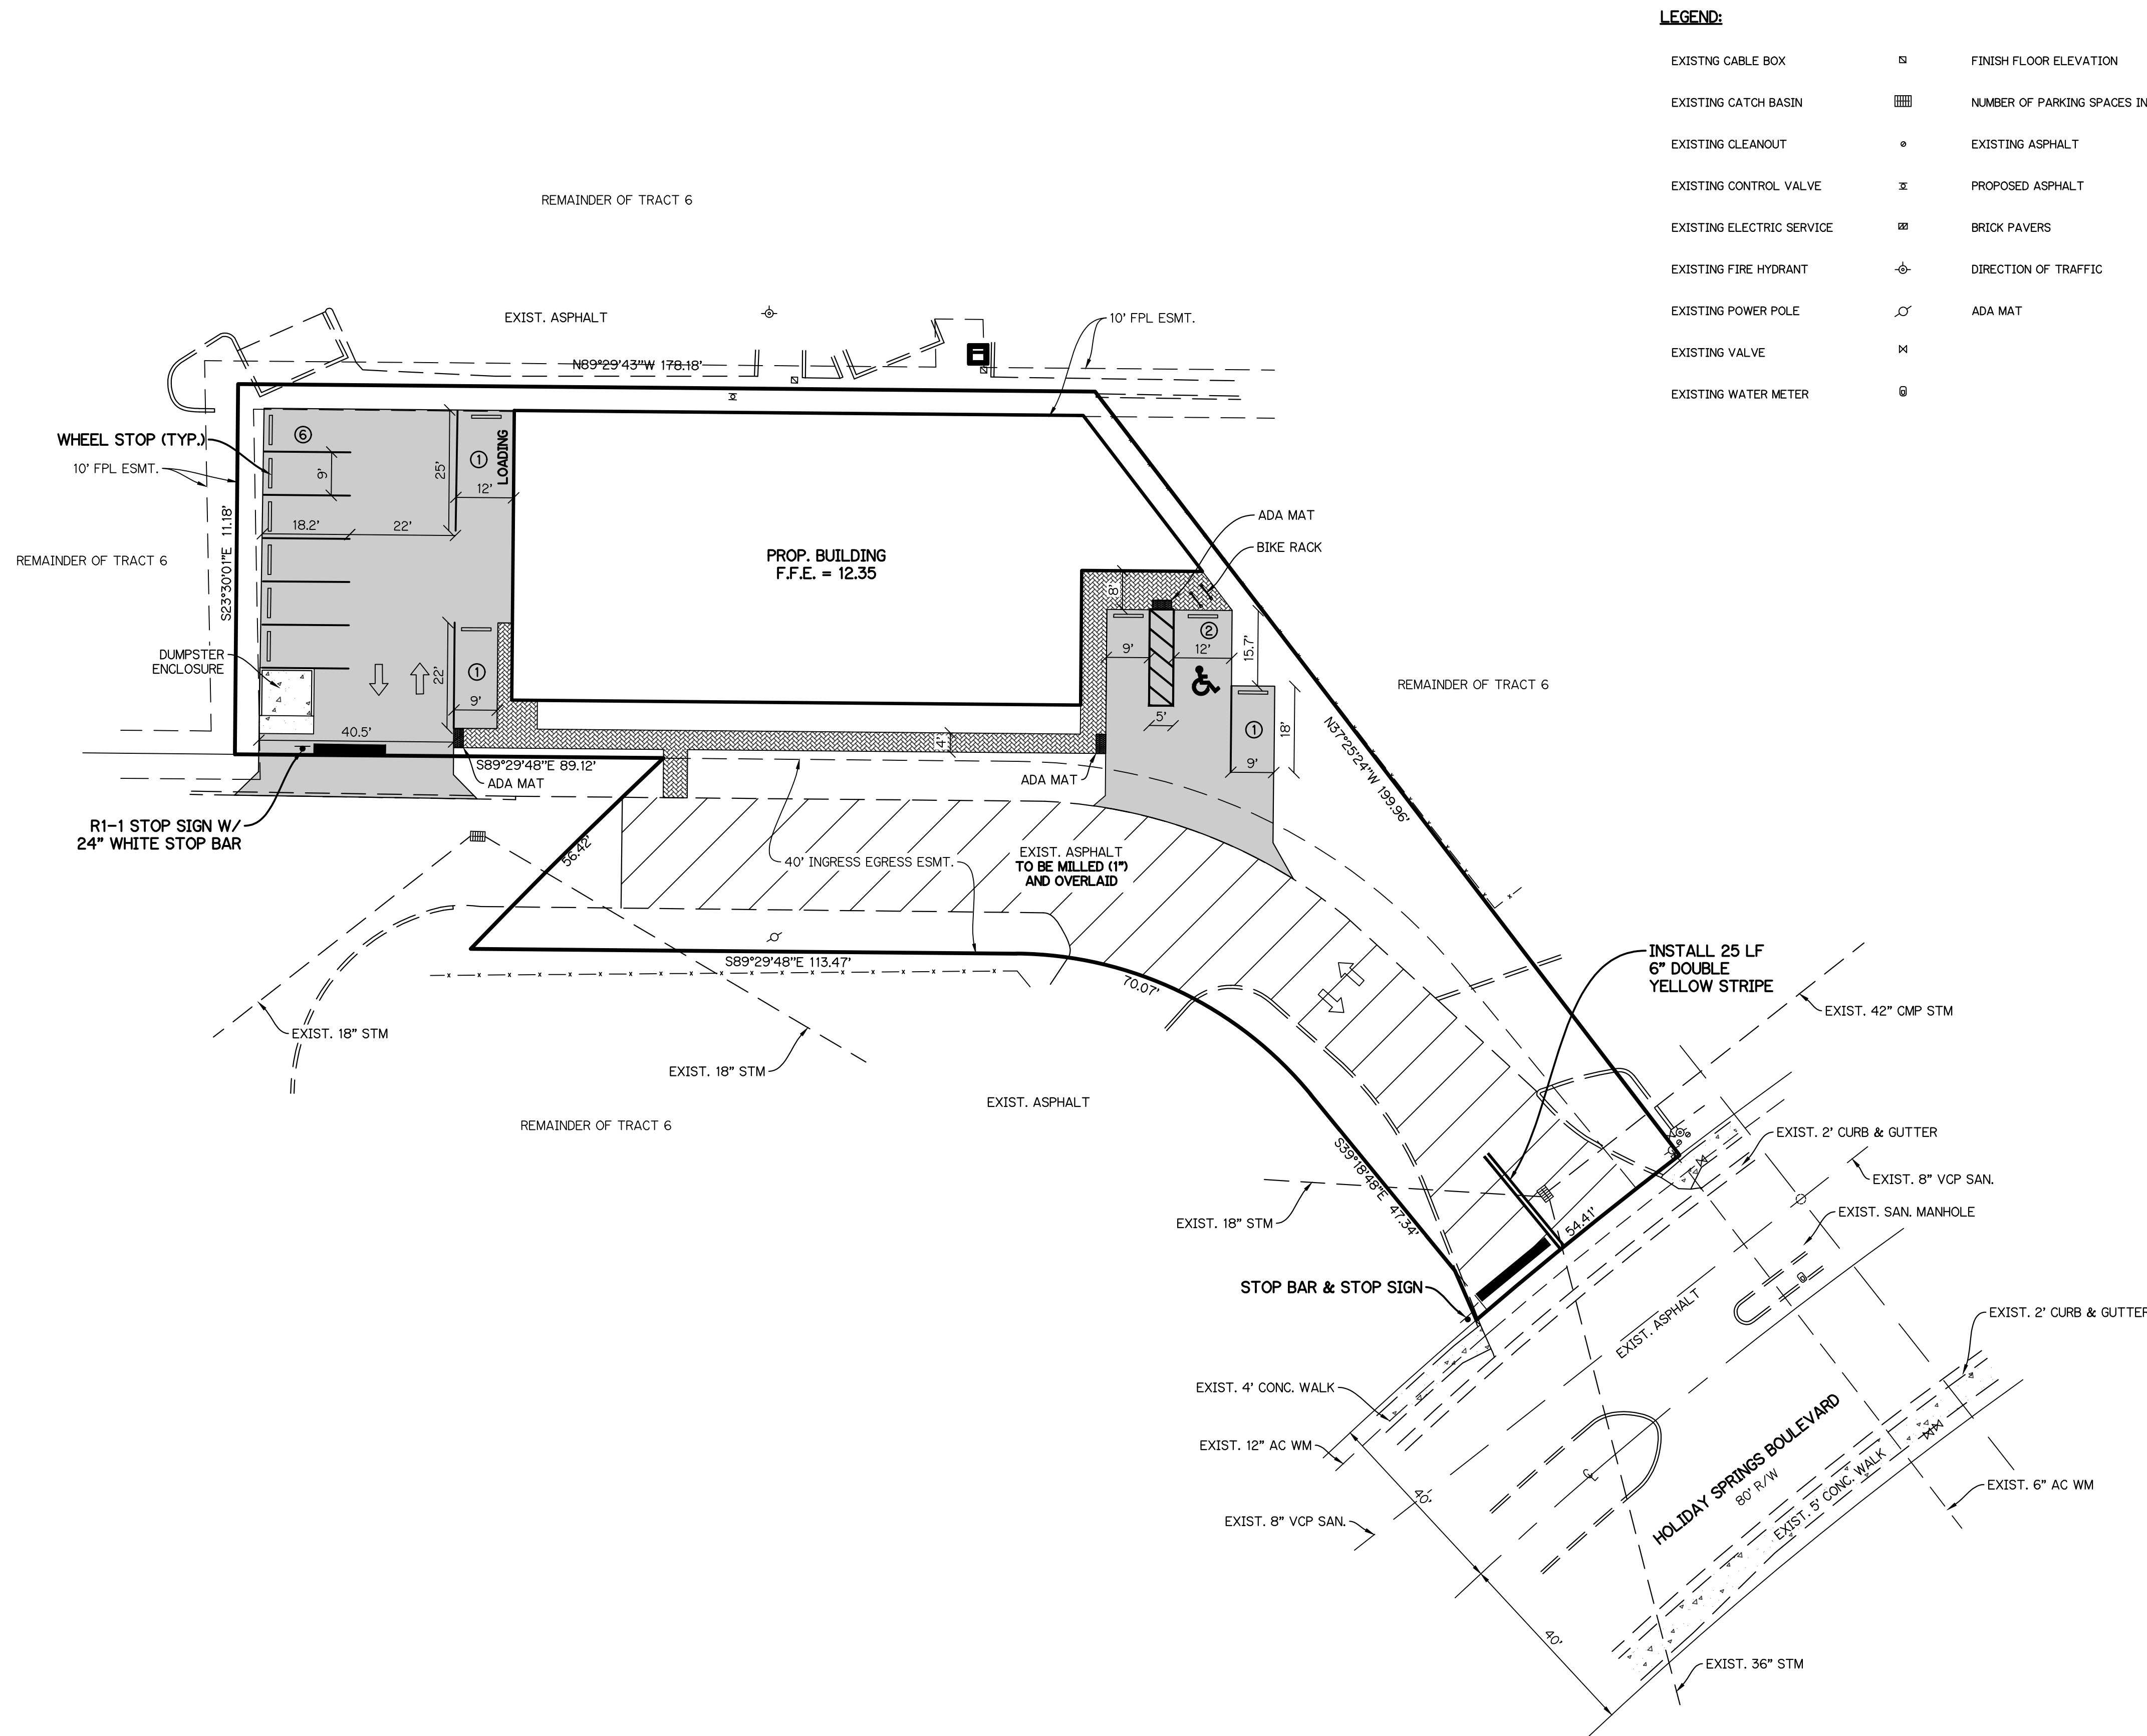 LEGEND:
EXISTNG CABLE BOX
FINISH FLOOR ELEVATION
EXISTING CATCH BASIN
NUMBER OF PARKING SPACES IN
EXISTING CLEANOUT
EXISTING ASPHALT
EXISTING CONTROL VALVE
PROPOSED ASPHALT
EXISTING ELECTRIC SERVICE
BRICK PAVERS
EXISTING FIRE HYDRANT
DIRECTION OF TRAFFIC
EXISTING POWER POLE
ADA MAT
EXISTING VALVE
EXISTING WATER METER
REMAINDER OF TRACT 6
EXIST. ASPHALT
10' FPL ESMT.
N89°29'43"W 178.18'
WHEEL STOP (TYP.)
10' FPL ESMT.
6
9'
25'
1
LOADING
12'
18.2'
22'
S23°30'01"E 11.18'
REMAINDER OF TRACT 6
PROP. BUILDING
F.F.E. = 12.35
ADA MAT
BIKE RACK
8'
2
9'
12'
15.7'
5'
1
18'
9'
DUMPSTER
ENCLOSURE
22'
1
9'
40.5'
4'
S89°29'48"E 89.12'
ADA MAT
ADA MAT
REMAINDER OF TRACT 6
N37°25'24"W 199.96'
R1-1 STOP SIGN W/
24" WHITE STOP BAR
56.42'
40' INGRESS EGRESS ESMT.
EXIST. ASPHALT
TO BE MILLED (1")
AND OVERLAID
S89°29'48"E 113.47'
70.07'
INSTALL 25 LF
6" DOUBLE
YELLOW STRIPE
EXIST. 42" CMP STM
EXIST. 18" STM
EXIST. 18" STM
EXIST. ASPHALT
REMAINDER OF TRACT 6
EXIST. 2' CURB & GUTTER
S39°18'48"E 47.34'
EXIST. 8" VCP SAN.
EXIST. 18" STM
54.41'
EXIST. SAN. MANHOLE
STOP BAR & STOP SIGN
EXIST. ASPHALT
EXIST. 2' CURB & GUTTER
EXIST. 4' CONC. WALK
EXIST. 12" AC WM
HOLIDAY SPRINGS BOULEVARD
80' R/W
EXIST. 5' CONC. WALK
EXIST. 6" AC WM
40'
EXIST. 8" VCP SAN.
40'
EXIST. 36" STM